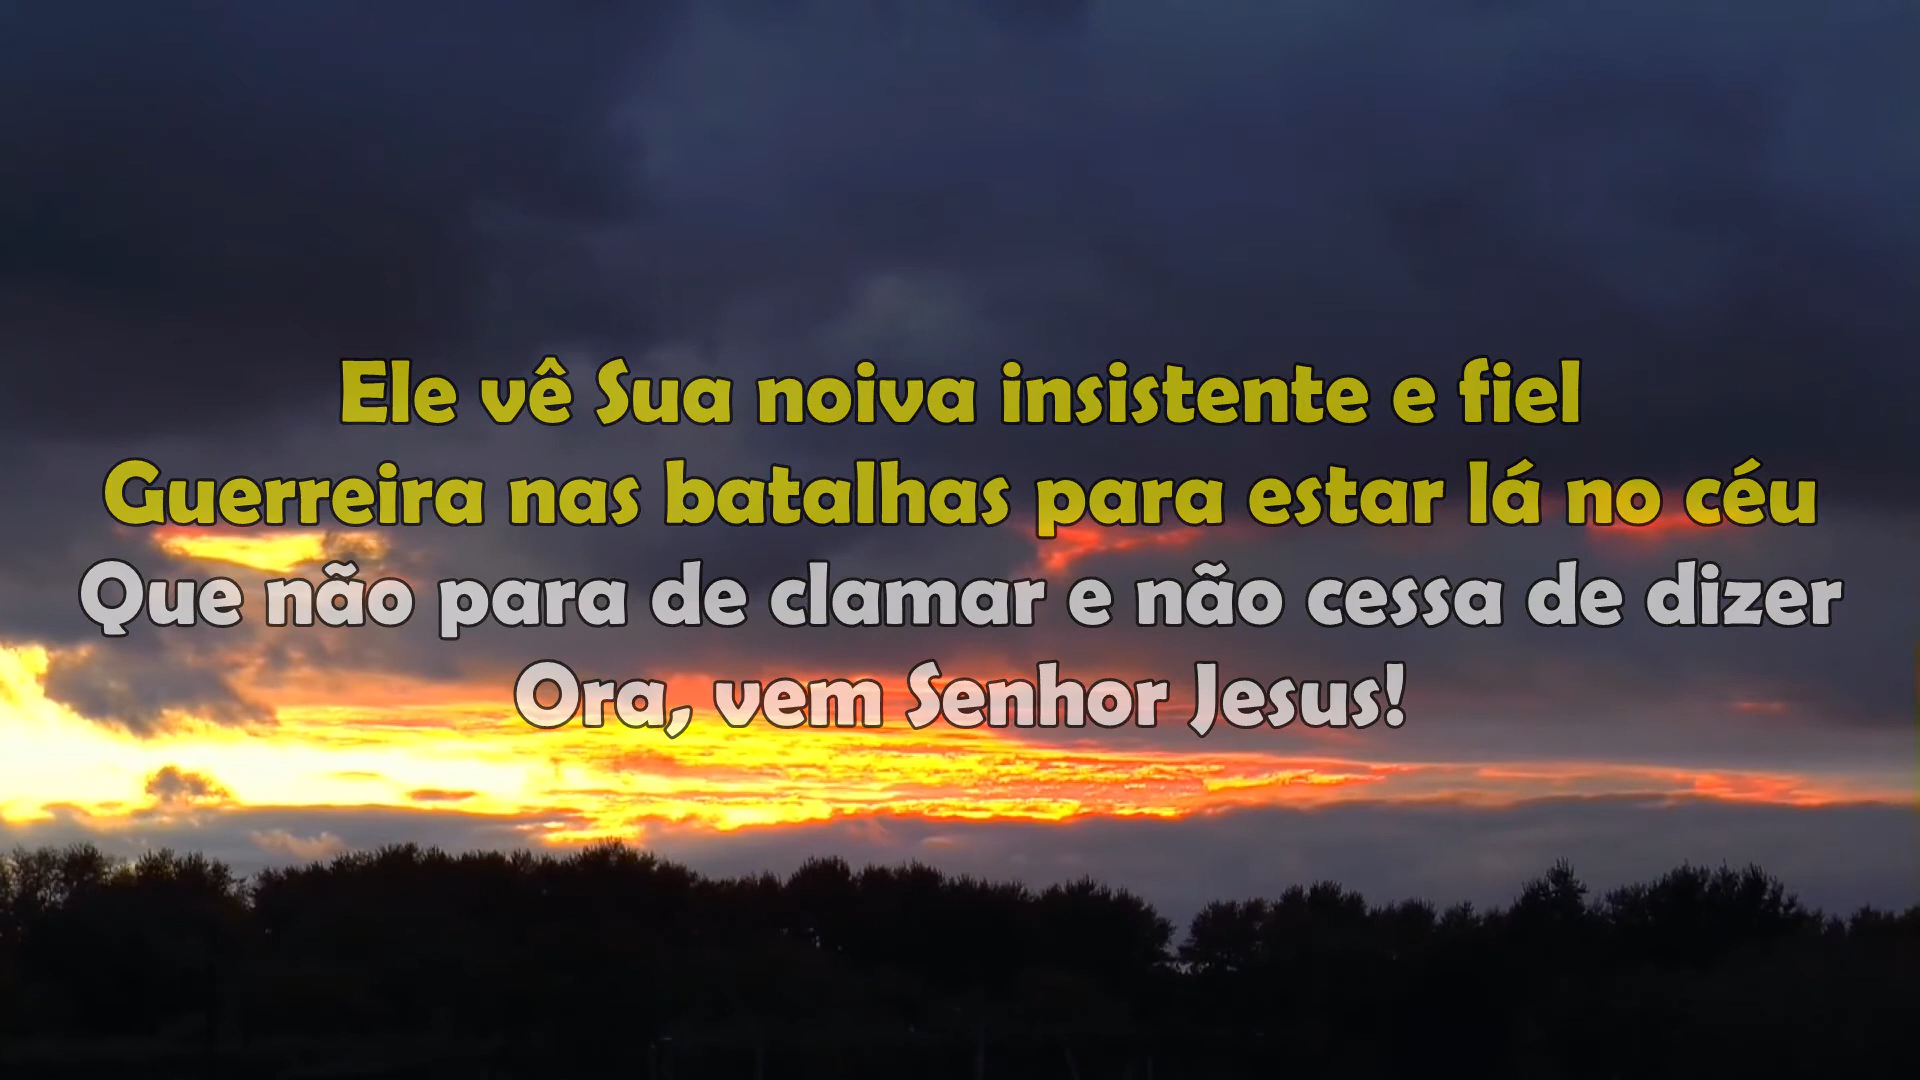 Ele vê Sua noiva insistente e fiel
Guerreira nas batalhas para estar lá no céu
Que não para de clamar e não cessa de dizer
Ora, vem Senhor Jesus!